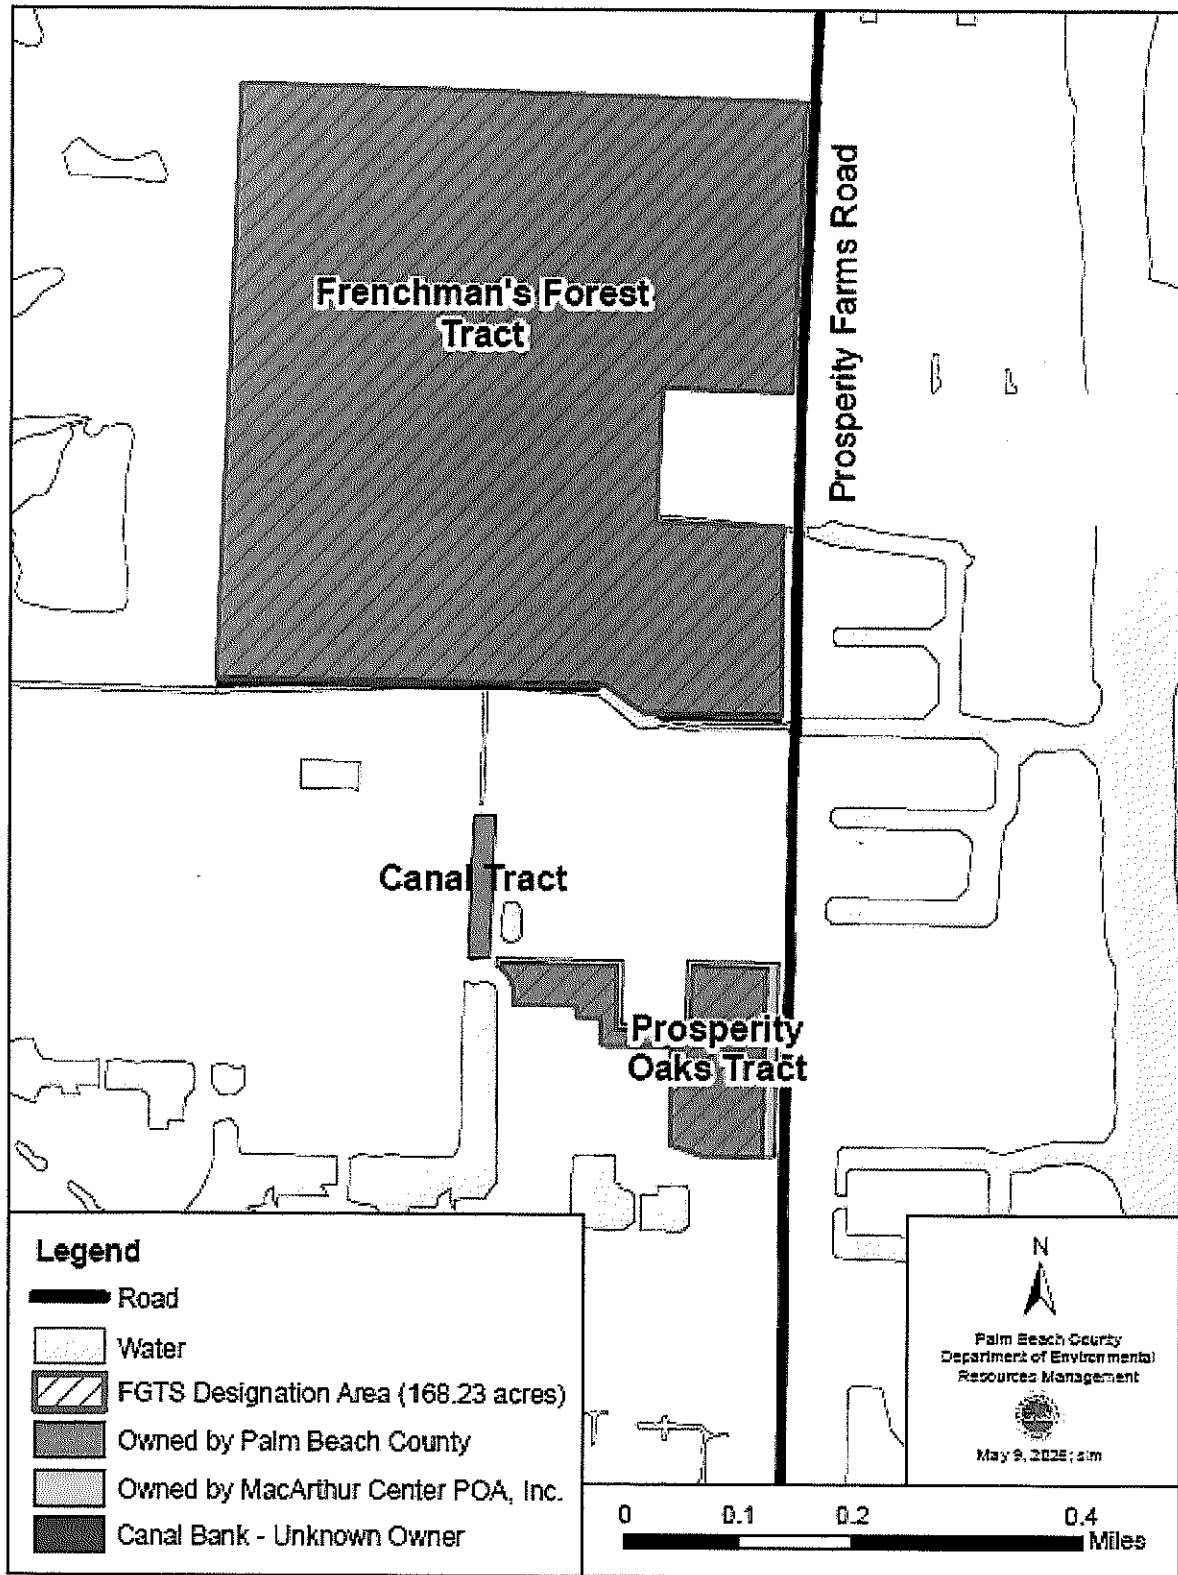 Prosperity Farms Road
Frenchman's Forest
Tract
Canal Tract
Prosperity
Oaks Tract
Legend
Road
Water
FGTS Designation Area (168.23 acres)
Owned by Palm Beach County
Owned by MacArthur Center POA, Inc.
Canal Bank - Unknown Owner
N
Palm Beach County
Department of Environmental
Resources Management
May 9,
0 0.1 0.2 0.4
Miles